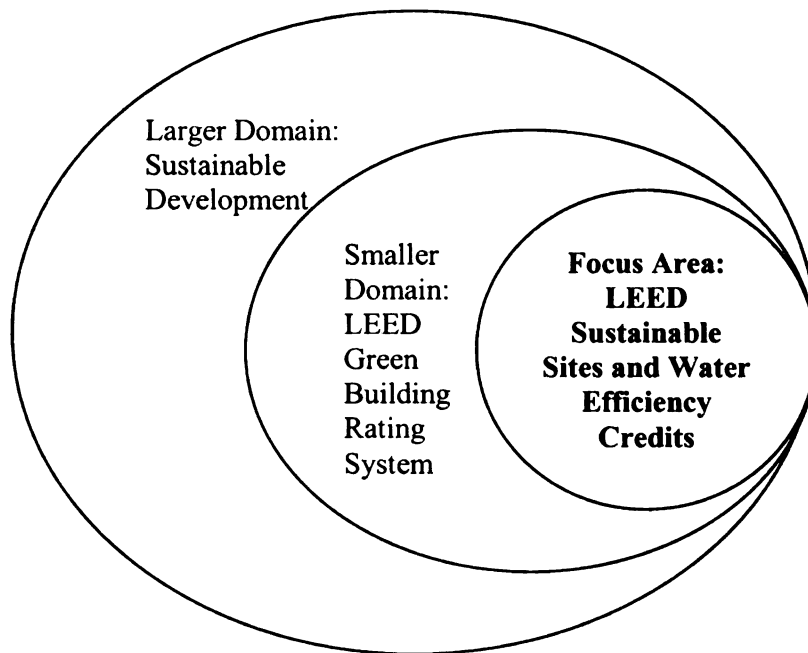 Larger Domain:
Sustainable
Development
Smaller
Domain:
LEED
Green
Building
Rating
System
Focus Area:
LEED
Sustainable
Sites and Water
Efficiency
Credits